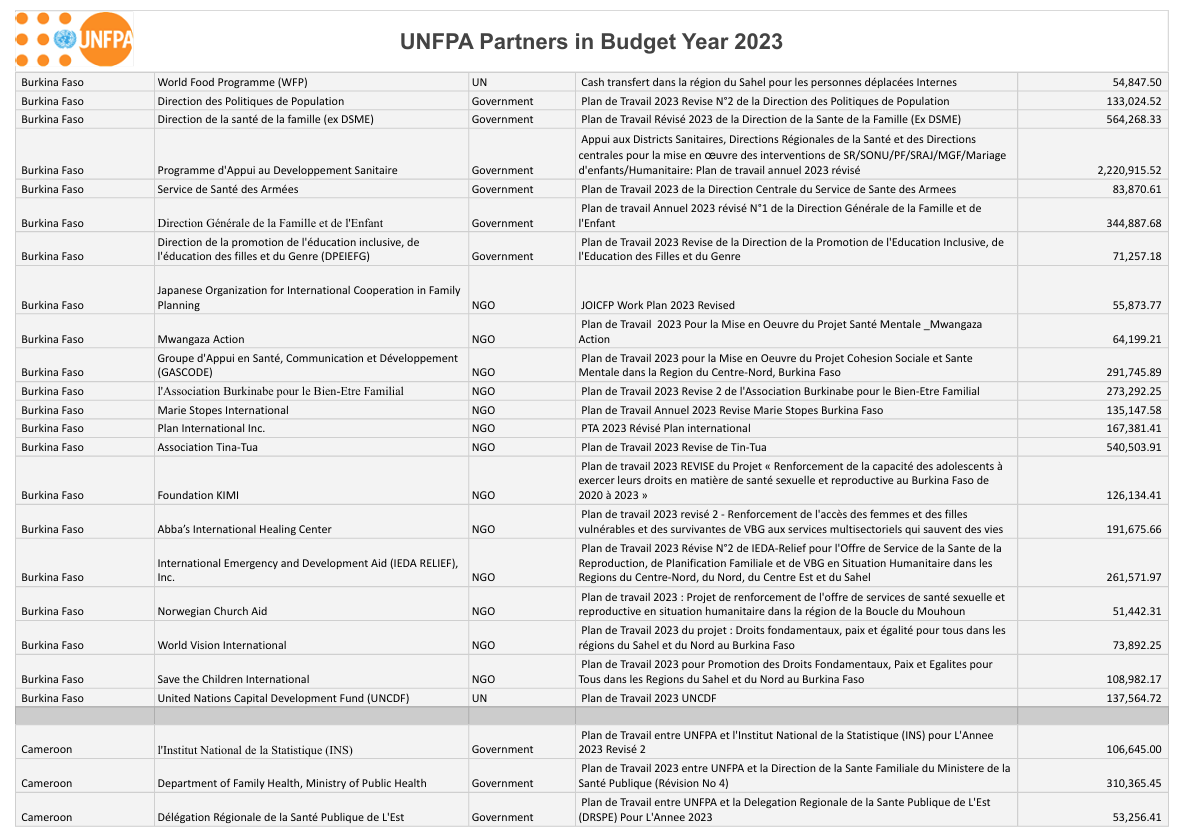 UNFPA
UNFPA Partners in Budget Year 2023
Burkina Faso World Food Programme (WFP) UN Cash transfert dans la région du Sahel pour les personnes déplacées Internes 54,847.50
Burkina Faso Direction des Politiques de Population Government Plan de Travail 2023 Revise N°2 de la Direction des Politiques de Population 133,024.52
Burkina Faso Direction de la santé de la famille (ex DSME) Government Plan de Travail Révisé 2023 de la Direction de la Sante de la Famille (Ex DSME) 564,268.33
Appui aux Districts Sanitaires, Directions Régionales de la Santé et des Directions
centrales pour la mise en œuvre des interventions de SR/SONU/PF/SRAJ/MGF/Mariage
Burkina Faso Programme d'Appui au Developpement Sanitaire Government d'enfants/Humanitaire: Plan de travail annuel 2023 révisé 2,220,915.52
Burkina Faso Service de Santé des Armées Government Plan de Travail 2023 de la Direction Centrale du Service de Sante des Armees 83,870.61
Plan de travail Annuel 2023 révisé N°1 de la Direction Générale de la Famille et de
Burkina Faso Direction Générale de la Famille et de l'Enfant Government l'Enfant 344,887.68
Direction de la promotion de l'éducation inclusive, de Plan de Travail 2023 Revise de la Direction de la Promotion de l'Education Inclusive, de
Burkina Faso l'éducation des filles et du Genre (DPEIEFG) Government l'Education des Filles et du Genre 71,257.18
Japanese Organization for International Cooperation in Family
Burkina Faso Planning NGO JOICFP Work Plan 2023 Revised 55,873.77
Plan de Travail 2023 Pour la Mise en Oeuvre du Projet Santé Mentale _Mwangaza
Burkina Faso Mwangaza Action NGO Action 64,199.21
Groupe d'Appui en Santé, Communication et Développement Plan de Travail 2023 pour la Mise en Oeuvre du Projet Cohesion Sociale et Sante
Burkina Faso (GASCODE) NGO Mentale dans la Region du Centre-Nord, Burkina Faso 291,745.89
Burkina Faso l'Association Burkinabe pour le Bien-Etre Familial NGO Plan de Travail 2023 Revise 2 de l'Association Burkinabe pour le Bien-Etre Familial 273,292.25
Burkina Faso Marie Stopes International NGO Plan de Travail Annuel 2023 Revise Marie Stopes Burkina Faso 135,147.58
Burkina Faso Plan International Inc. NGO PTA 2023 Révisé Plan international 167,381.41
Burkina Faso Association Tina-Tua NGO Plan de Travail 2023 Revise de Tin-Tua 540,503.91
Plan de travail 2023 REVISE du Projet « Renforcement de la capacité des adolescents à
exercer leurs droits en matière de santé sexuelle et reproductive au Burkina Faso de
Burkina Faso Foundation KIMI NGO 2020 à 2023 » 126,134.41
Plan de travail 2023 revisé 2 - Renforcement de l'accès des femmes et des filles
Burkina Faso Abba’s International Healing Center NGO vulnérables et des survivantes de VBG aux services multisectoriels qui sauvent des vies 191,675.66
Plan de Travail 2023 Révise N°2 de IEDA-Relief pour l'Offre de Service de la Sante de la
International Emergency and Development Aid (IEDA RELIEF), Reproduction, de Planification Familiale et de VBG en Situation Humanitaire dans les
Burkina Faso Inc. NGO Regions du Centre-Nord, du Nord, du Centre Est et du Sahel 261,571.97
Plan de Travail 2023 : Projet de renforcement de l'offre de services de santé sexuelle et
Burkina Faso Norwegian Church Aid NGO reproductive en situation humanitaire dans la région de la Boucle du Mouhoun 51,442.31
Plan de Travail 2023 du projet : Droits fondamentaux, paix et égalité pour tous dans les
Burkina Faso World Vision International NGO régions du Sahel et du Nord au Burkina Faso 73,892.25
Plan de Travail 2023 pour Promotion des Droits Fondamentaux, Paix et Egalites pour
Burkina Faso Save the Children International NGO Tous dans les Regions du Sahel et du Nord au Burkina Faso 108,982.17
Burkina Faso United Nations Capital Development Fund (UNCDF) UN Plan de Travail 2023 UNCDF 137,564.72
Plan de Travail entre UNFPA et l'Institut National de la Statistique (INS) pour L'Annee
Cameroon l'Institut National de la Statistique (INS) Government 2023 Revisé 2 106,645.00
Plan de Travail 2023 entre UNFPA et la Direction de la Sante Familiale du Ministere de la
Cameroon Department of Family Health, Ministry of Public Health Government Santé Publique (Révision No 4) 310,365.45
Plan de Travail entre UNFPA et la Delegation Regionale de la Sante Publique de L'Est
Cameroon Délégation Régionale de la Santé Publique de L'Est Government (DRSPE) Pour L'Annee 2023 53,256.41